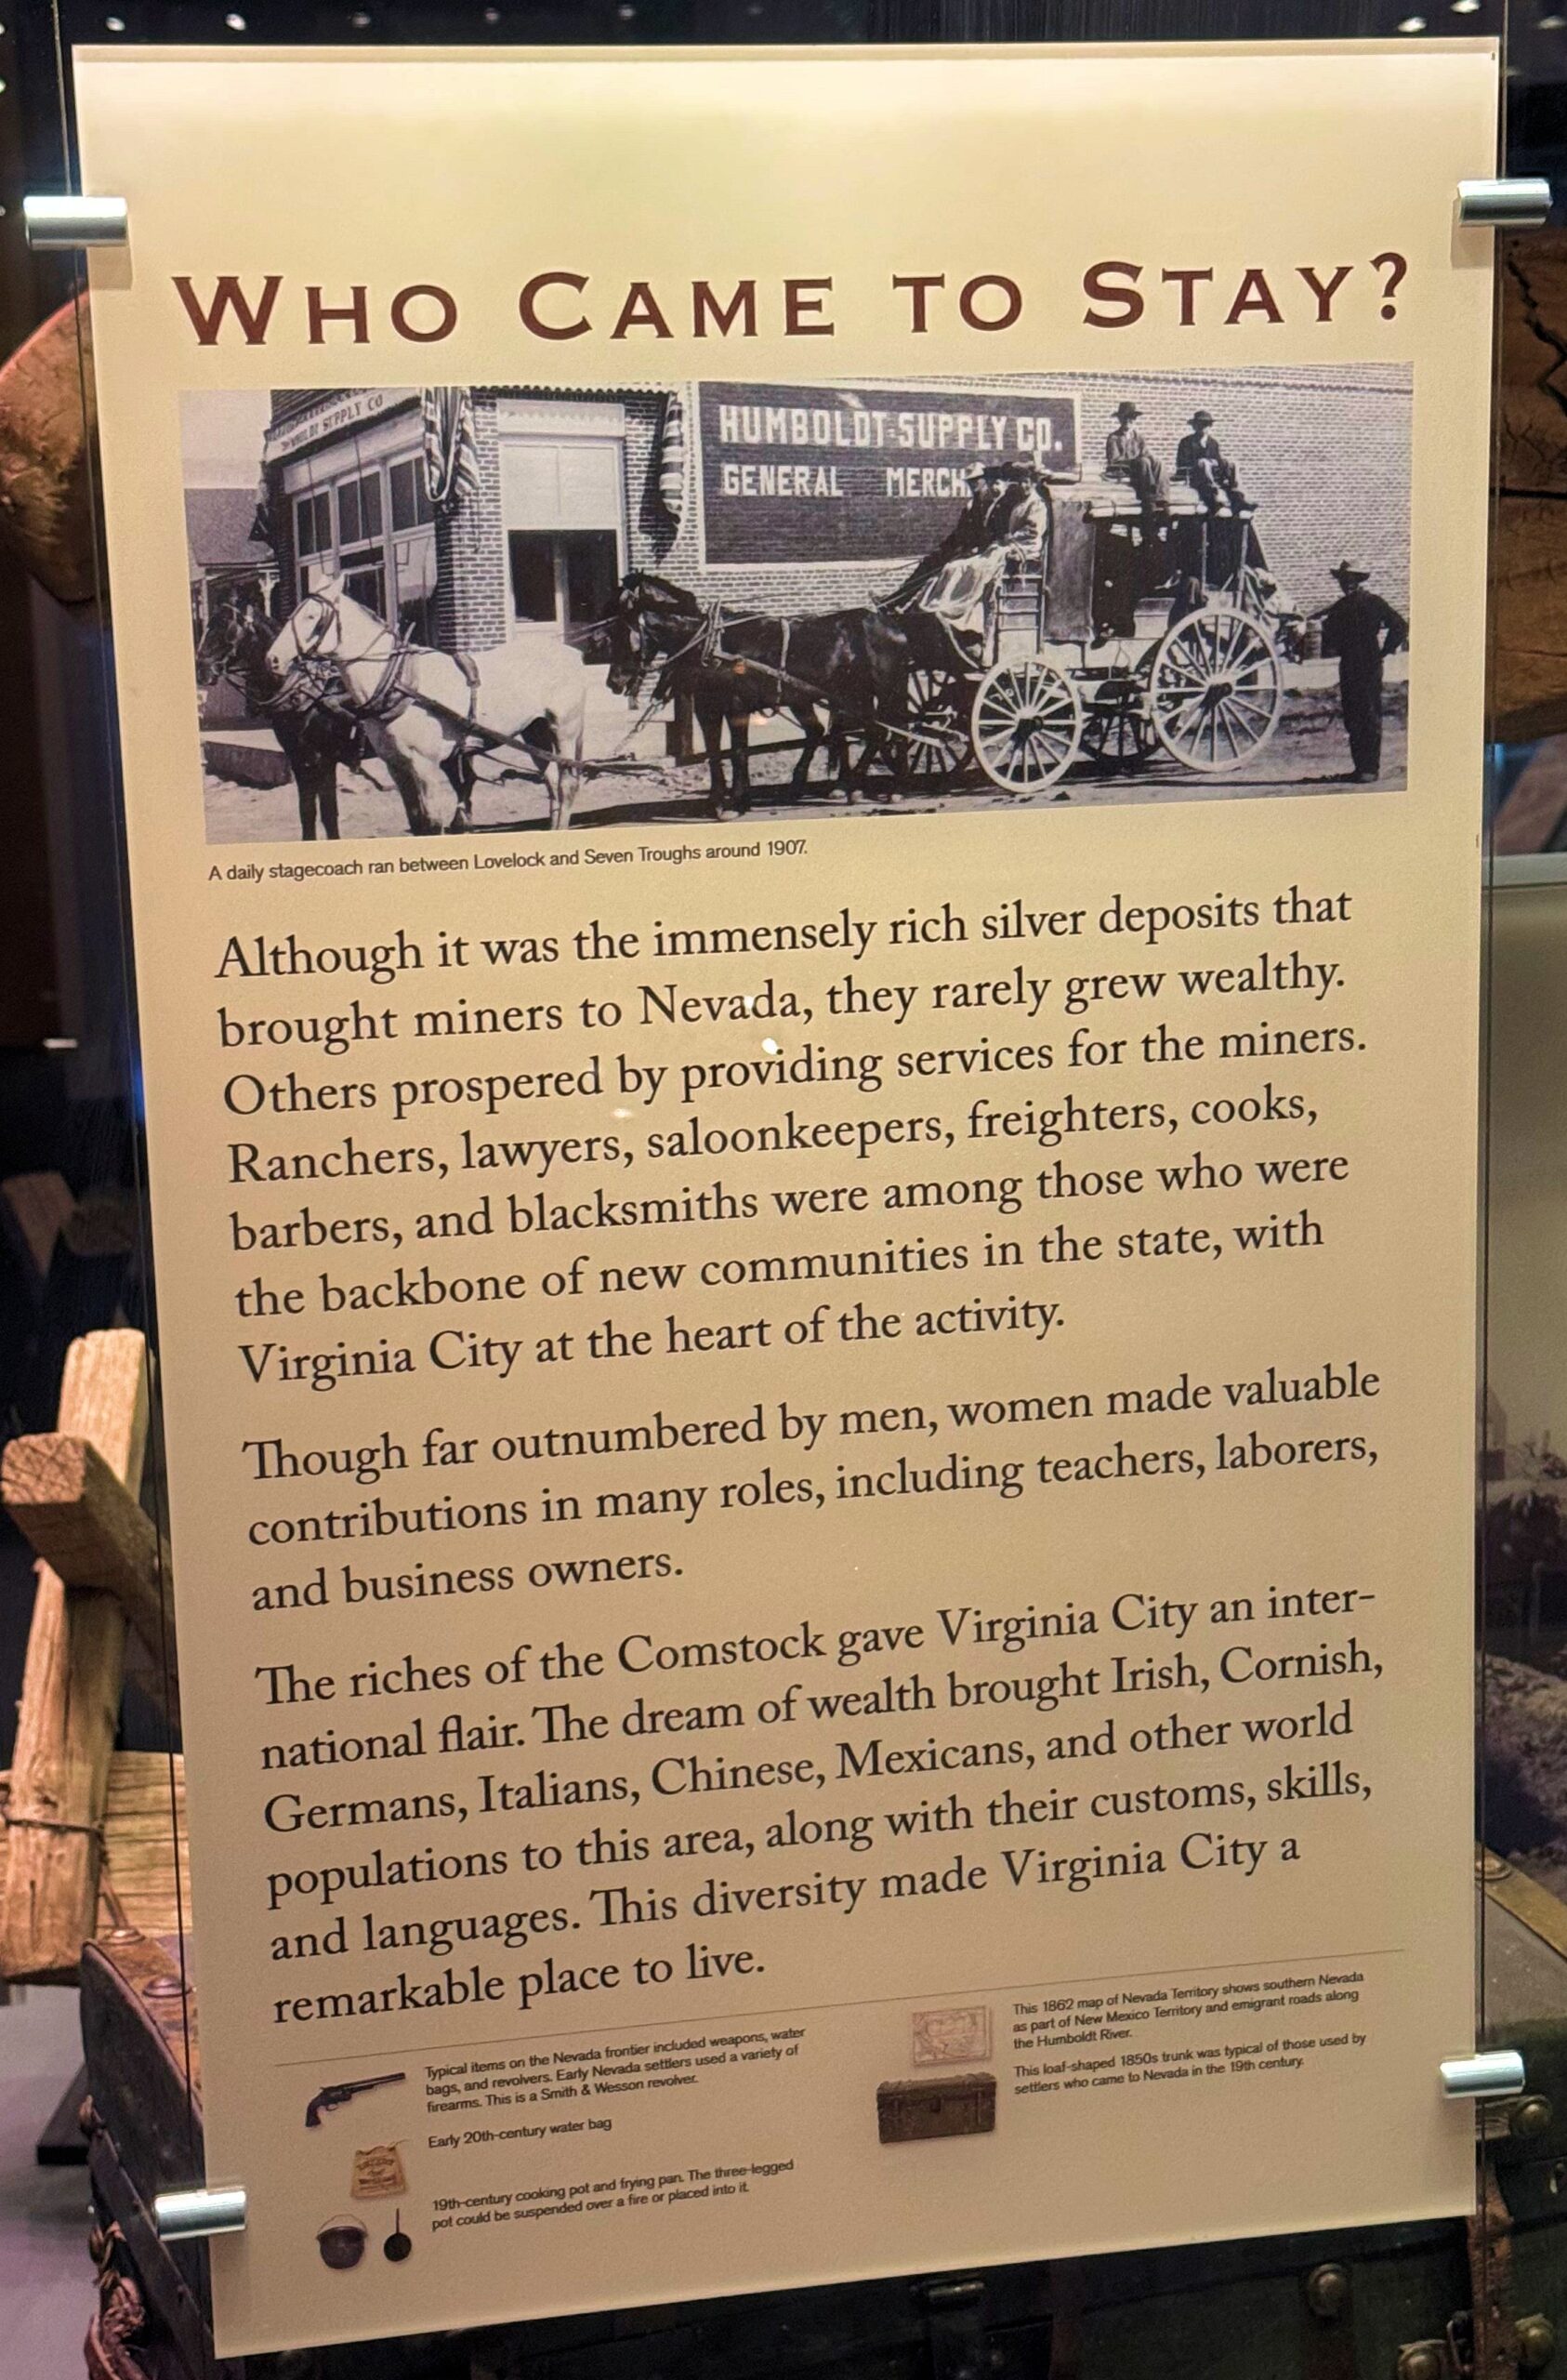 WHO CAME TO STAY?
HUMBOLDT SUPPLY CO
HUMBOLDT-SUPPLY CO.
GENERAL MERCH
A daily stagecoach ran between Lovelock and Seven Troughs around 1907.
Although it was the immensely rich silver deposits that
brought miners to Nevada, they rarely grew wealthy.
Others prospered by providing services for the miners.
Ranchers, lawyers, saloonkeepers, freighters, cooks,
barbers, and blacksmiths were among those who were
the backbone of new communities in the state, with
Virginia City at the heart of the activity.
Though far outnumbered by men, women made valuable
contributions in many roles, including teachers, laborers,
and business owners.
The riches of the Comstock gave Virginia City an inter-
national flair. The dream of wealth brought Irish, Cornish,
Germans, Italians, Chinese, Mexicans, and other world
populations to this area, along with their customs, skills,
and languages. This diversity made Virginia City a
remarkable place to live.
Typical items on the Nevada frontier included weapons, water
bags, and revolvers. Early Nevada settlers used a variety of
firearms. This is a Smith & Wesson revolver.
Early 20th-century water bag
19th-century cooking pot and frying pan. The three-legged
pot could be suspended over a fire or placed into it.
This 1862 map of Nevada Territory shows southern Nevada
as part of New Mexico Territory and emigrant roads along
the Humboldt River.
This loaf-shaped 1850s trunk was typical of those used by
settlers who came to Nevada in the 19th century.